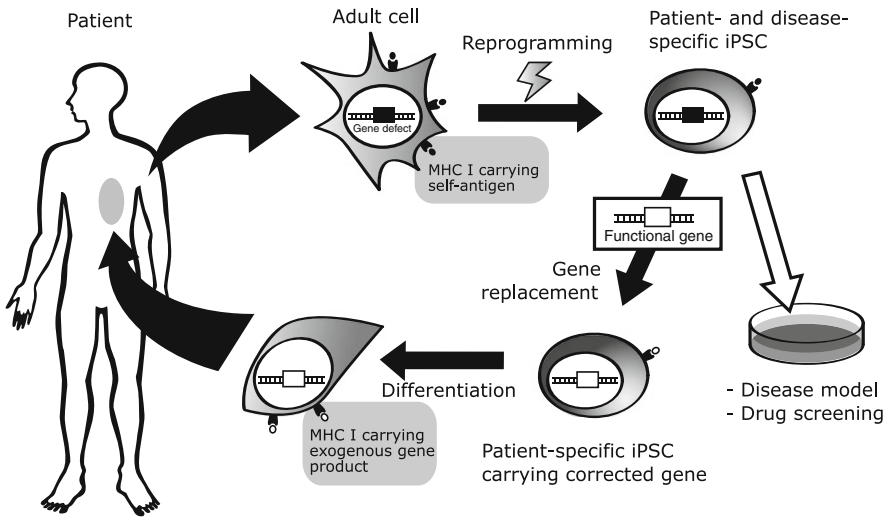 Patient
Adult cell
Reprogramming
Patient- and disease-
specific iPSC
Gene defect
MHC I carrying
self-antigen
Functional gene
Gene
replacement
Differentiation
- Disease model
- Drug screening
MHC I carrying
exogenous gene
product
Patient-specific iPSC
carrying corrected gene